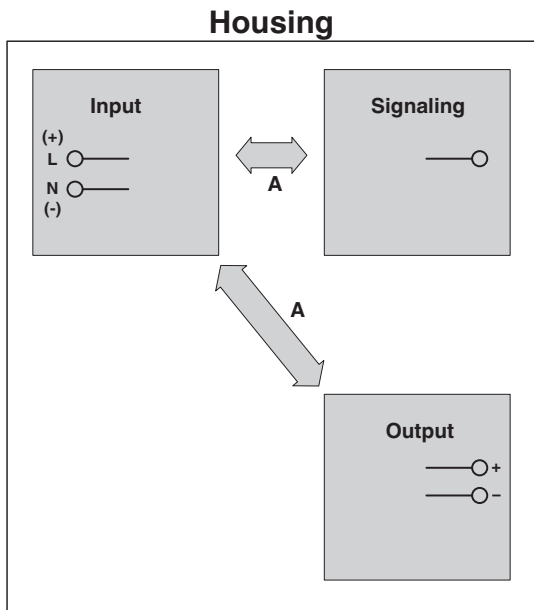 Housing
Input
Signaling
(+)
L
N
(-)
A
A
Output
+
–